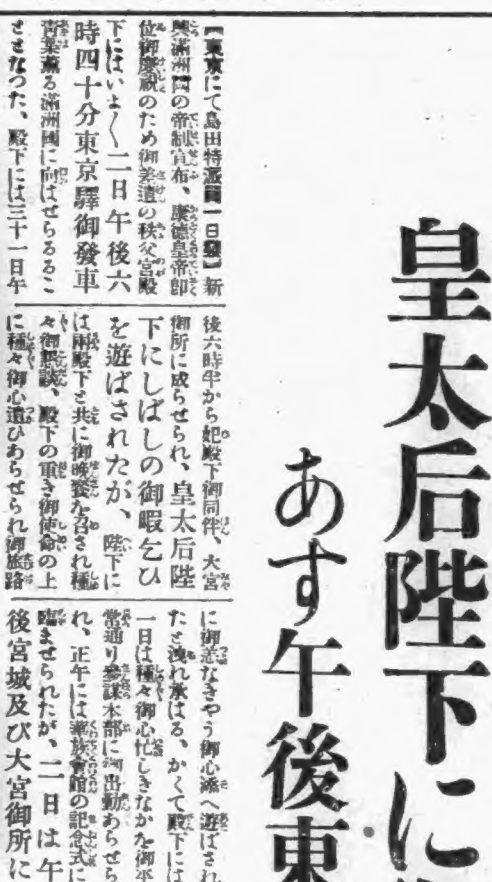 皇太后陛下に
あす午後東
【東京にて島田特派員一日發】新
興滿洲國の帝制宣布、康德皇帝卽
位御慶祝のため御差遣の秩父宮殿
下にはいよ〱二日午後六
時四十分東京驛御發車
靑葉薰る滿洲國に向はせらるるこ
ととなつた、殿下には三十一日午
後六時半から妃殿下御同伴、大宮
御所に成らせられ、皇太后陛
下にしばしの御暇乞ひ
を遊ばされたが、陛下に
は兩殿下と共に御晩餐を召され種
々御懇談、殿下の重き御使命の上
に種々御心遣ひあらせられ御旅路
に御恙なきやう御心添へ遊ばされ
たと洩れ承はる、かくて殿下には
一日は種々御心忙しきなかを御平
常通り參謀本部に御出勤あらせら
れ、正午には華族會館の記念式に
臨ませられたが、二日は午
後宮城及び大宮御所に